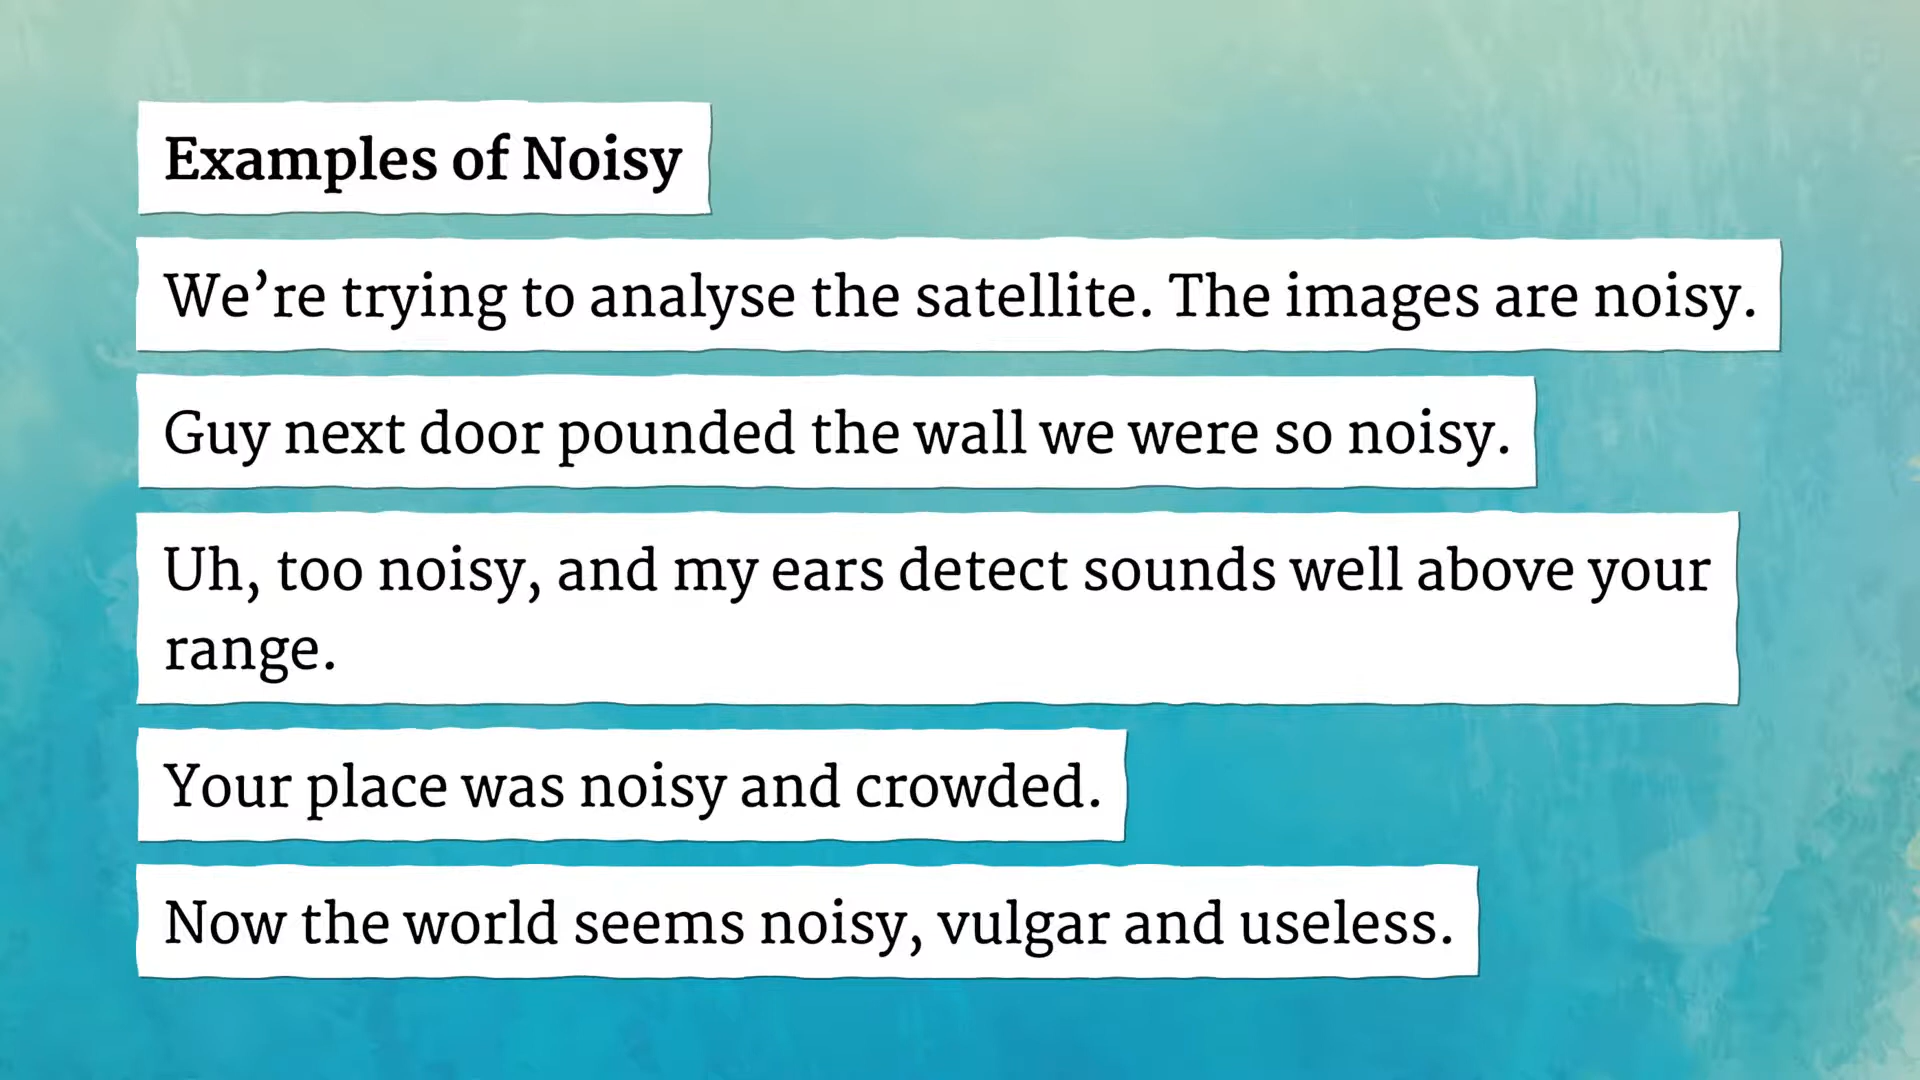 Examples of Noisy
We’re trying to analyse the satellite. The images are noisy.
Guy next door pounded the wall we were so noisy.
Uh, too noisy, and my ears detect sounds well above your
range.
Your place was noisy and crowded.
Now the world seems noisy, vulgar and useless.